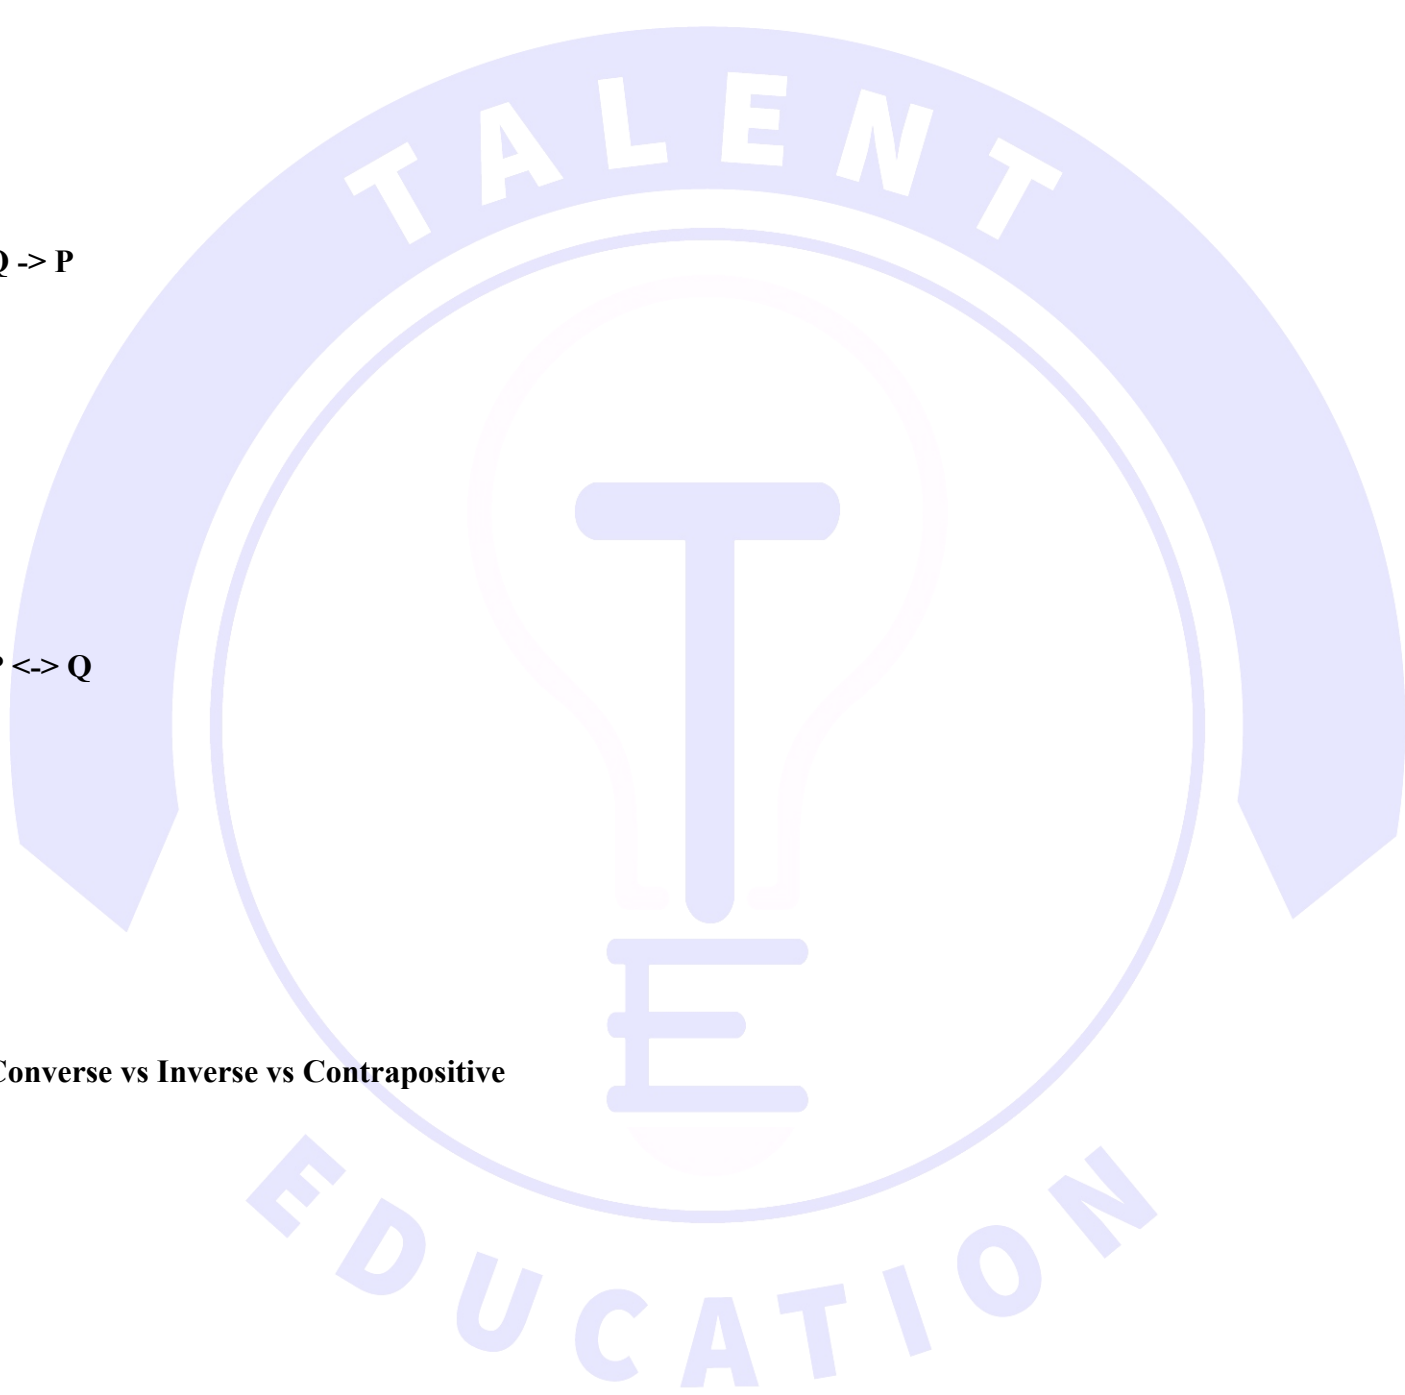 TALENT
Q -> P
P <-> Q
Converse vs Inverse vs Contrapositive
EDUCATION